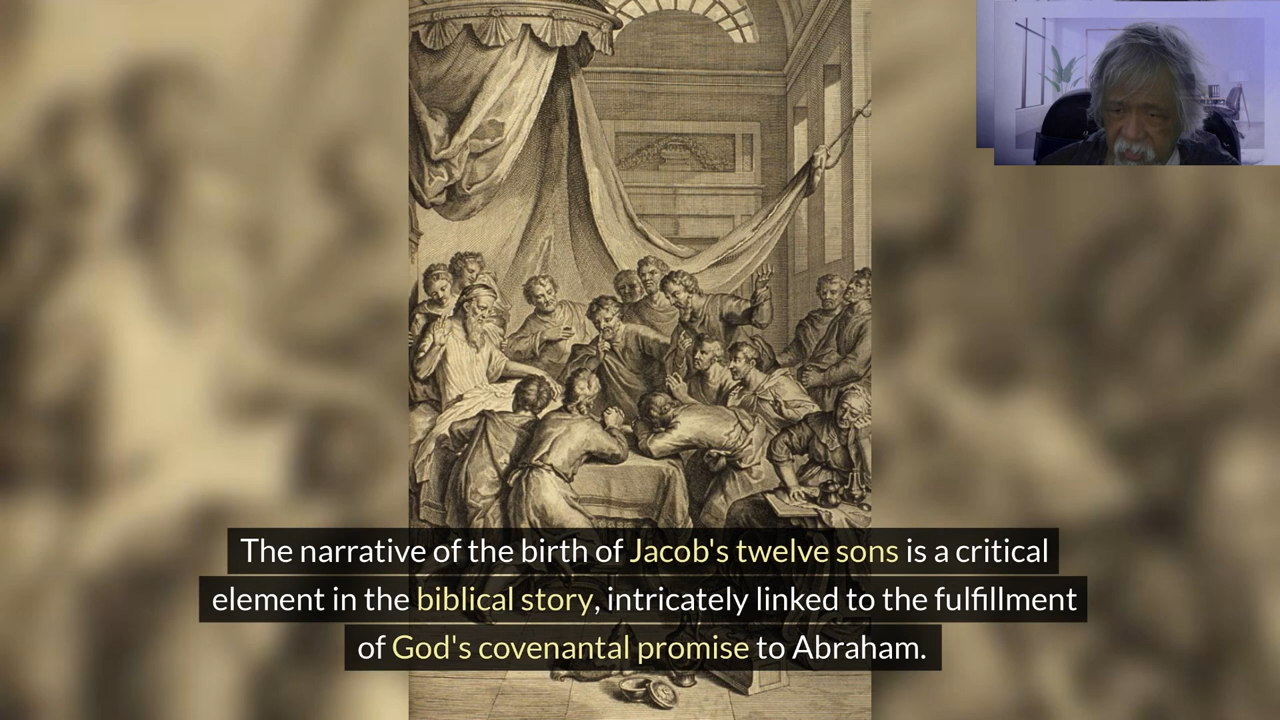 The narrative of the birth of Jacob's twelve sons is a critical
element in the biblical story, intricately linked to the fulfillment
of God's covenantal promise to Abraham.